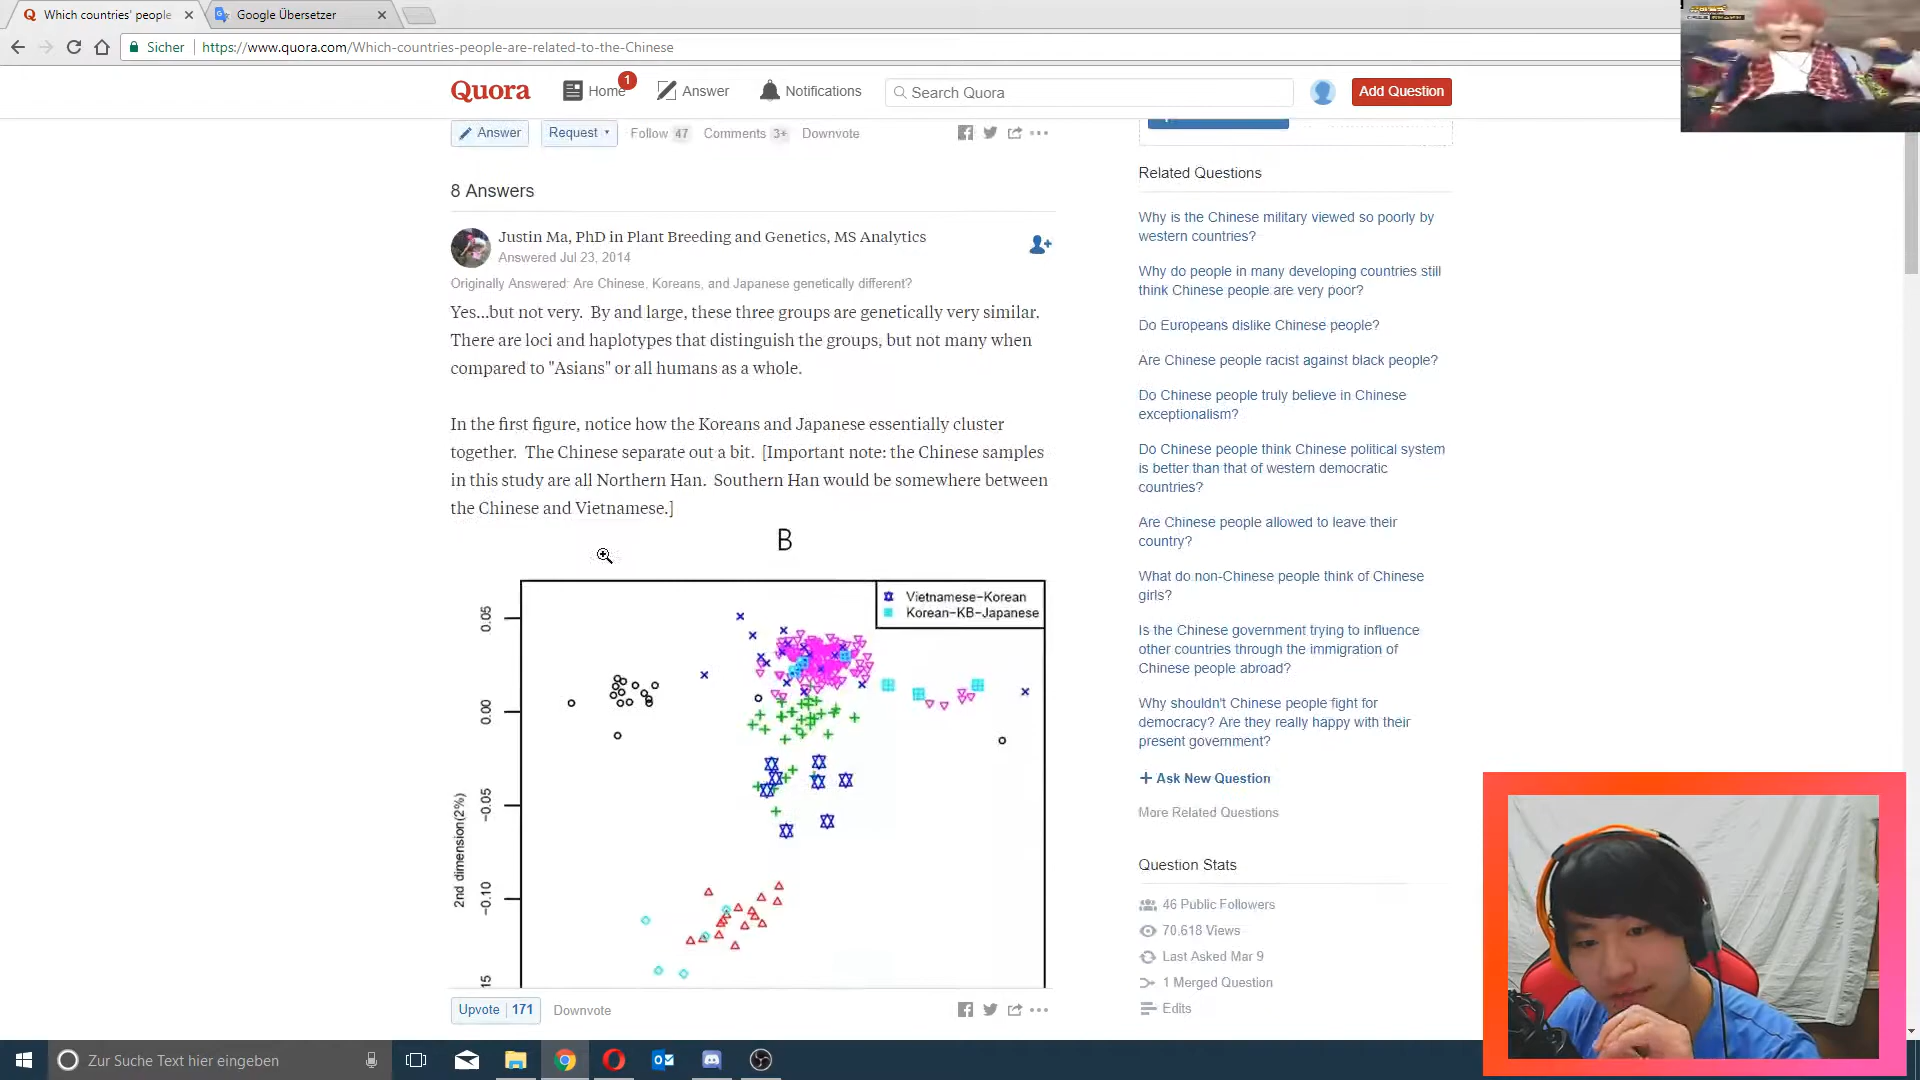 Which countries' people
Google Übersetzer
Sicher
https://www.quora.com/Which-countries-people-are-related-to-the-Chinese
Quora
Home
1
Answer
Notifications
Search Quora
Add Question
Answer
Request
Follow 47
Comments 3+
Downvote
8 Answers
Justin Ma, PhD in Plant Breeding and Genetics, MS Analytics
Answered Jul 23, 2014
Originally Answered: Are Chinese, Koreans, and Japanese genetically different?
Yes...but not very. By and large, these three groups are genetically very similar.
There are loci and haplotypes that distinguish the groups, but not many when
compared to "Asians" or all humans as a whole.
In the first figure, notice how the Koreans and Japanese essentially cluster
together. The Chinese separate out a bit. [Important note: the Chinese samples
in this study are all Northern Han. Southern Han would be somewhere between
the Chinese and Vietnamese.]
B
Vietnamese-Korean
Korean-KB-Japanese
0.05
0.00
-0.05
-0.10
15
2nd dimension(2%)
Upvote 171
Downvote
Related Questions
Why is the Chinese military viewed so poorly by
western countries?
Why do people in many developing countries still
think Chinese people are very poor?
Do Europeans dislike Chinese people?
Are Chinese people racist against black people?
Do Chinese people truly believe in Chinese
exceptionalism?
Do Chinese people think Chinese political system
is better than that of western democratic
countries?
Are Chinese people allowed to leave their
country?
What do non-Chinese people think of Chinese
girls?
Is the Chinese government trying to influence
other countries through the immigration of
Chinese people abroad?
Why shouldn't Chinese people fight for
democracy? Are they really happy with their
present government?
Ask New Question
More Related Questions
Question Stats
46 Public Followers
70.618 Views
Last Asked Mar 9
1 Merged Question
Edits
Zur Suche Text hier eingeben